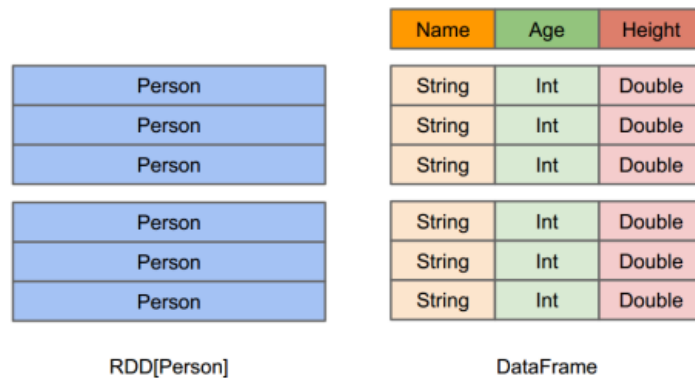 Name Age Height
Person String Int Double
Person String Int Double
Person String Int Double
Person String Int Double
Person String Int Double
Person String Int Double
RDD[Person] DataFrame